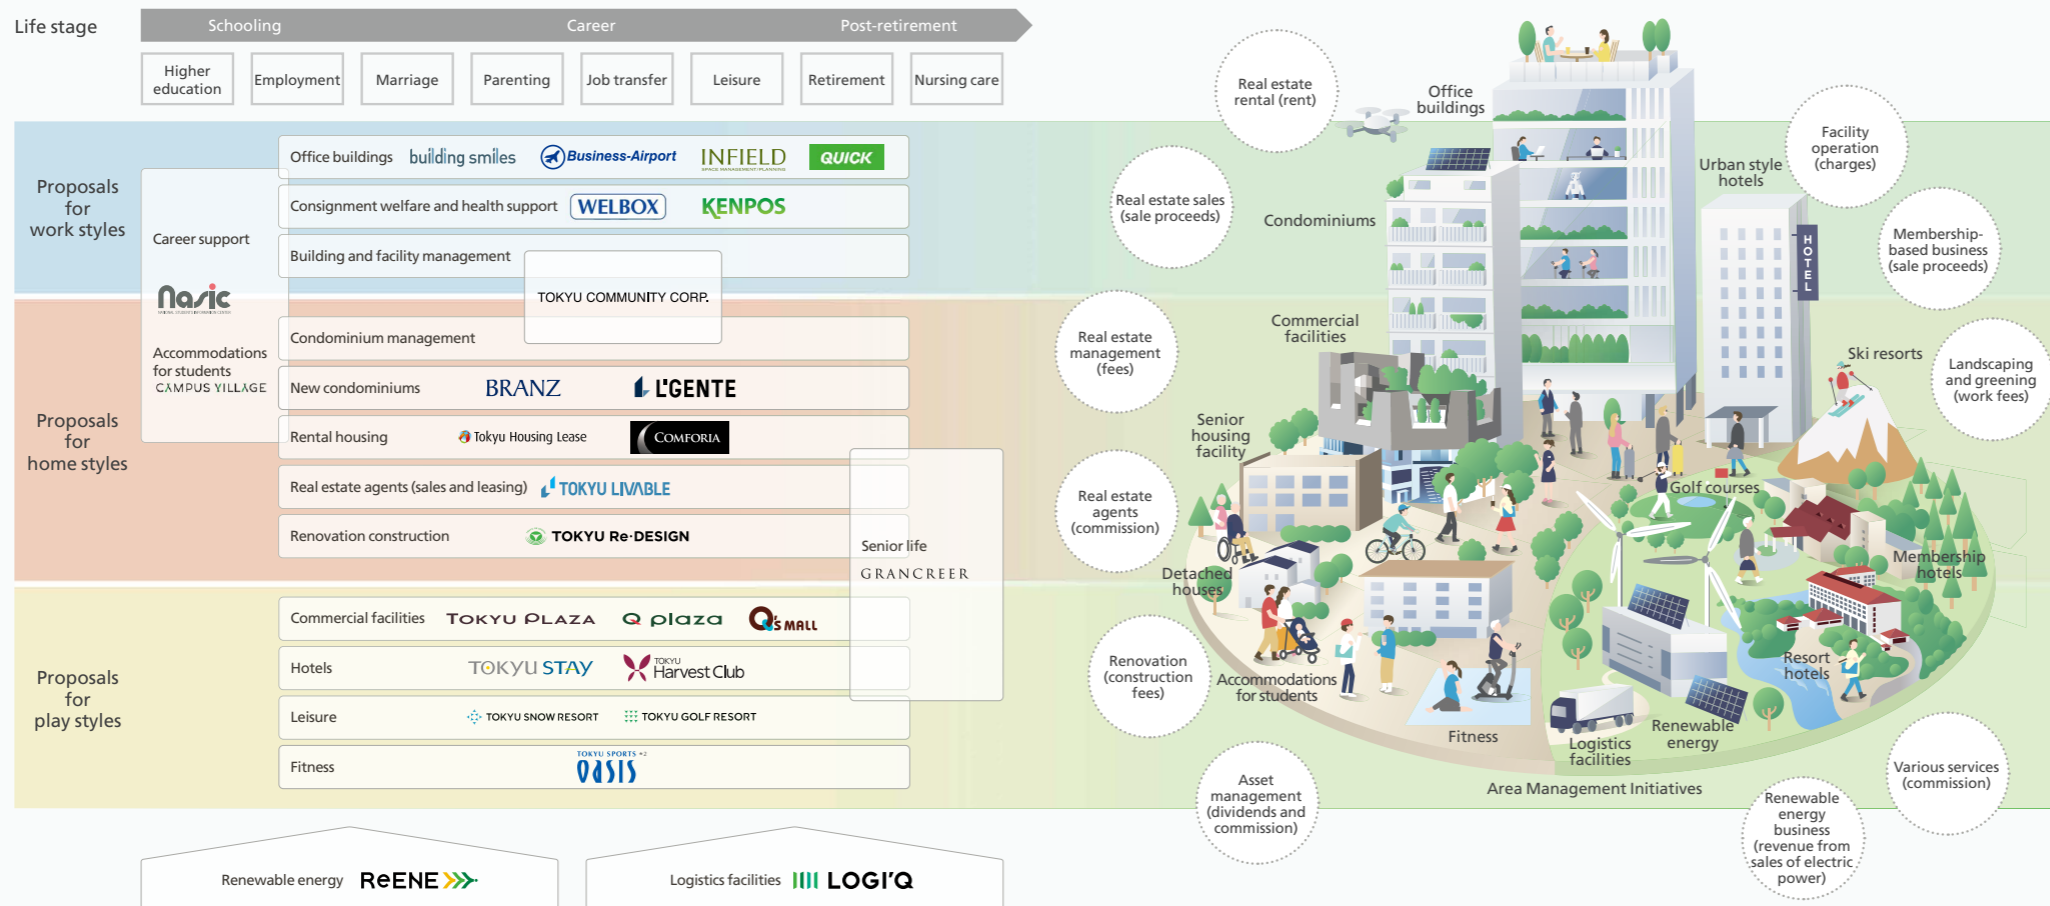 Life stage
Schooling
Career
Post-retirement
Higher
education
Employment
Marriage
Parenting
Job transfer
Leisure
Retirement
Nursing care
Proposals
for
work styles
Career support
Nasic
NATIONAL STUDENTS INFORMATION CENTER
Accommodations
for students
CAMPUS VILLAGE
Office buildings
building smiles
Business-Airport
INFIELD
SPACE MANAGEMENT/PLANNING
QUICK
Consignment welfare and health support
WELBOX
KENPOS
Building and facility management
TOKYU COMMUNITY CORP.
Proposals
for
home styles
Condominium management
New condominiums
BRANZ
L'GENTE
Rental housing
Tokyu Housing Lease
COMFORIA
Real estate agents (sales and leasing)
TOKYU LIVABLE
Renovation construction
TOKYU Re·DESIGN
Senior life
GRANCREER
Proposals
for
play styles
Commercial facilities
TOKYU PLAZA
Q plaza
Q's MALL
Hotels
TOKYU STAY
TOKYU
Harvest Club
Leisure
TOKYU SNOW RESORT
TOKYU GOLF RESORT
Fitness
TOKYU SPORTS *2
OASIS
Renewable energy
ReENE
Logistics facilities
LOGI'Q
Real estate
rental (rent)
Real estate sales
(sale proceeds)
Real estate
management
(fees)
Real estate
agents
(commission)
Renovation
(construction
fees)
Asset
management
(dividends and
commission)
Office
buildings
Condominiums
Commercial
facilities
Senior
housing
facility
Detached
houses
Accommodations
for students
Fitness
Logistics
facilities
Renewable
energy
Area Management Initiatives
Urban style
hotels
HOTEL
Ski resorts
Golf courses
Membership
hotels
Resort
hotels
Facility
operation
(charges)
Membership-
based business
(sale proceeds)
Landscaping
and greening
(work fees)
Various services
(commission)
Renewable
energy
business
(revenue from
sales of electric
power)